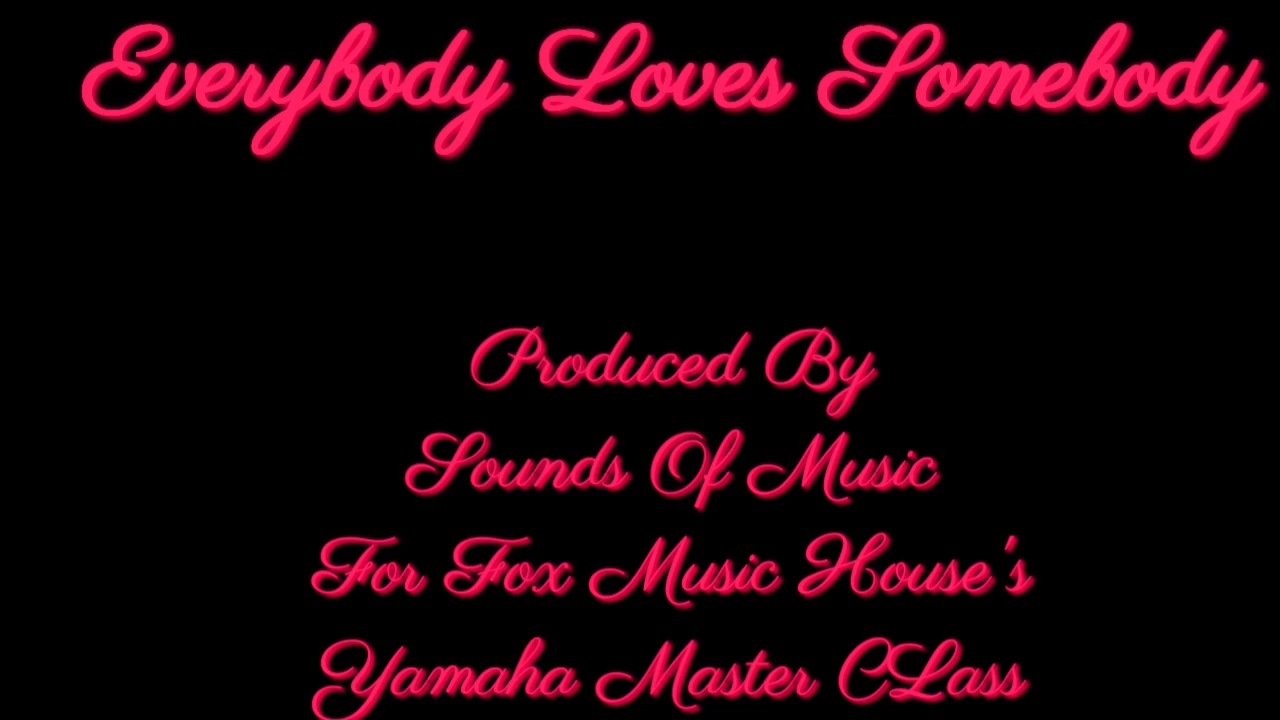 Everybody Loves Somebody
Produced By
Sounds Of Music
For Fox Music House's
Yamaha Master CLass